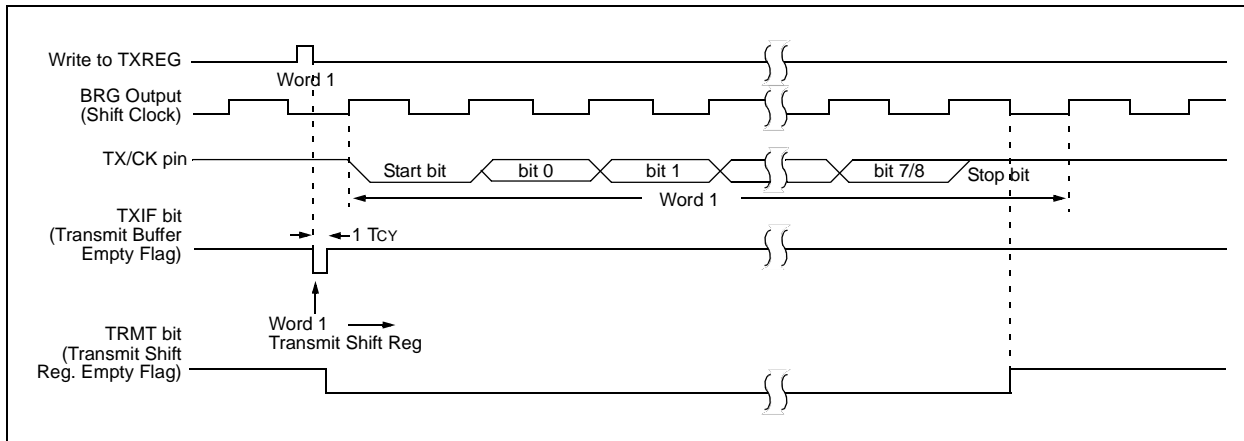 Write to TXREG
Word 1
BRG Output
(Shift Clock)
TX/CK pin
Start bit
bit 0
bit 1
bit 7/8
Stop bit
Word 1
TXIF bit
(Transmit Buffer
Empty Flag)
1 TCY
Word 1
Transmit Shift Reg
TRMT bit
(Transmit Shift
Reg. Empty Flag)